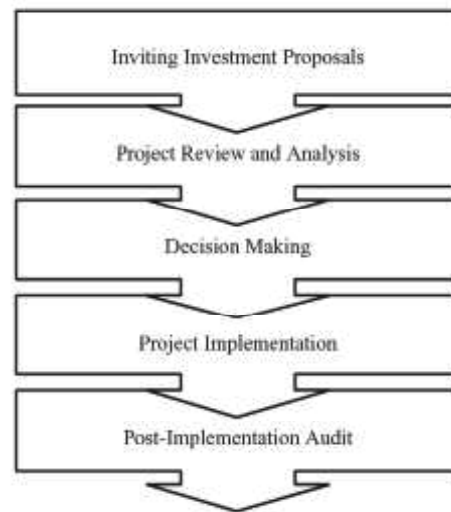 Inviting Investment Proposals
Project Review and Analysis
Decision Making
Project Implementation
Post-Implementation Audit